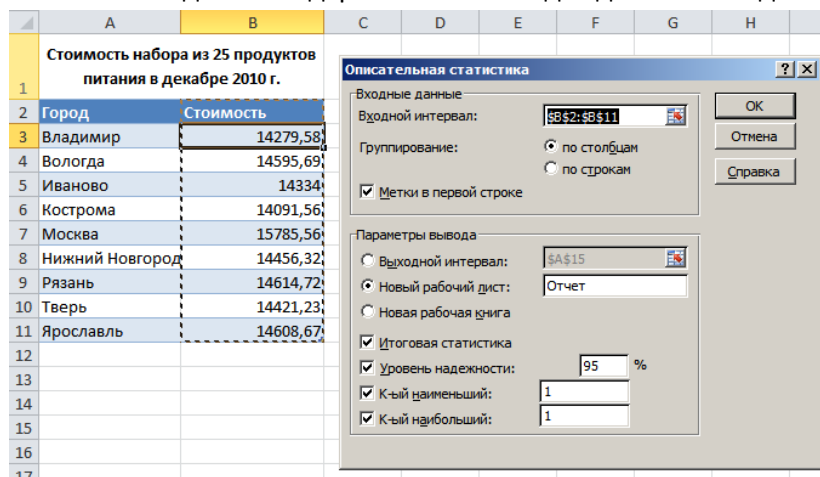 A B C D E F G H
1 Стоимость набора из 25 продуктов
питания в декабре 2010 г.
2 Город Стоимость
3 Владимир 14279,58
4 Вологда 14595,69
5 Иваново 14334
6 Кострома 14091,56
7 Москва 15785,56
8 Нижний Новгород 14456,32
9 Рязань 14614,72
10 Тверь 14421,23
11 Ярославль 14608,67
12
13
14
15
16
17
Описательная статистика ? x
Входные данные
Входной интервал: $B$2:$B$11 ОК
Группирование: по столбцам Отмена
по строкам Справка
Метки в первой строке
Параметры вывода
Выходной интервал: $A$15
Новый рабочий лист: Отчет
Новая рабочая книга
Итоговая статистика
Уровень надежности: 95 %
К-ый наименьший: 1
К-ый наибольший: 1